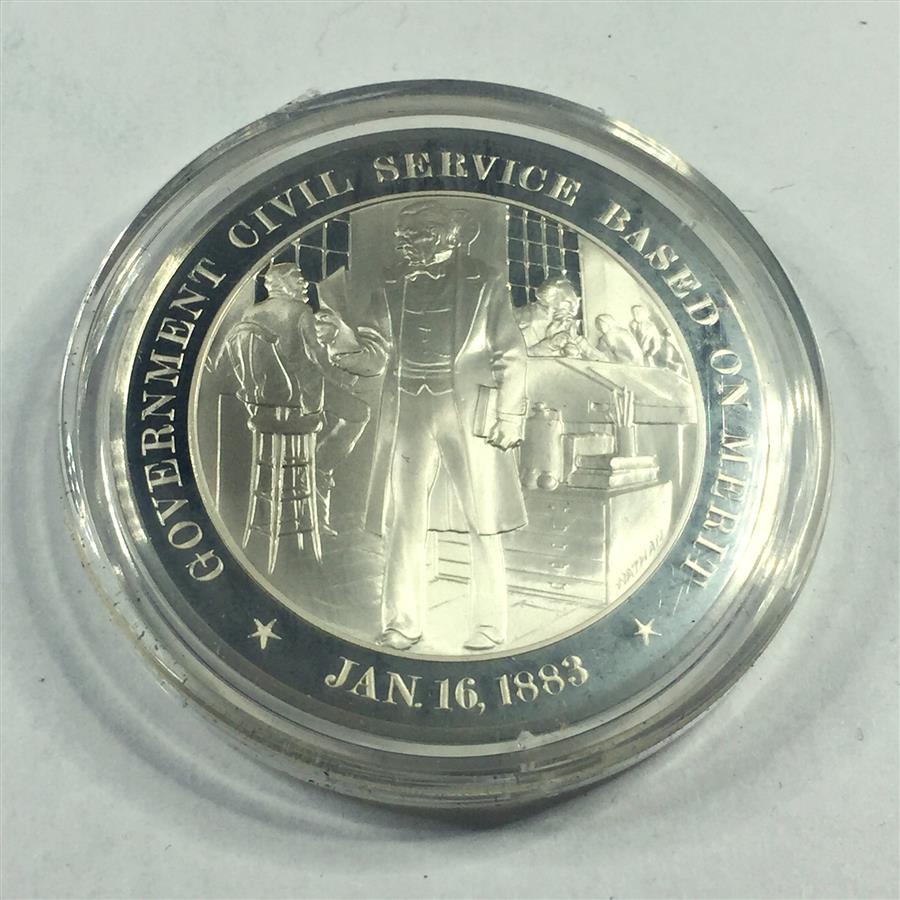 GOVERNMENT CIVIL SERVICE BASED ON MERIT
JAN. 16, 1883